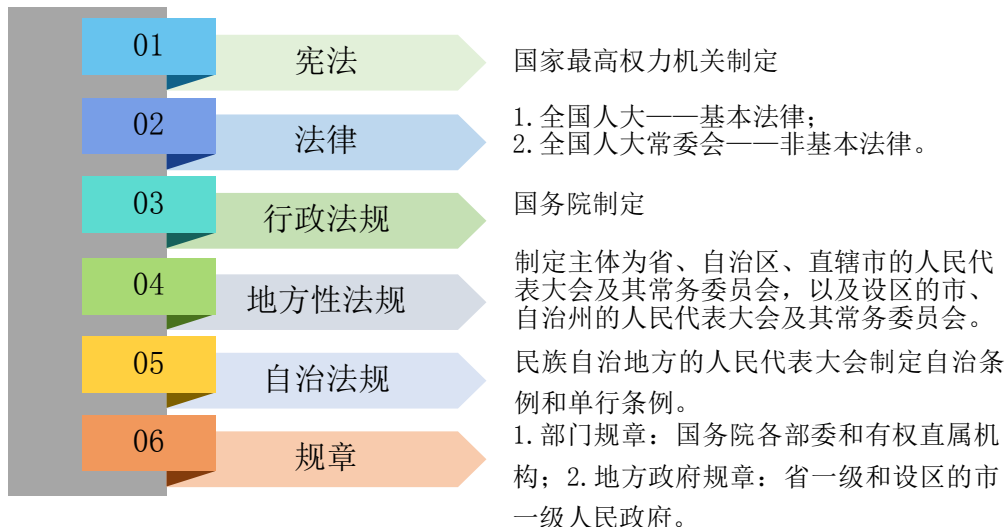 01
宪法
国家最高权力机关制定
02
法律
1.全国人大——基本法律；
2.全国人大常委会——非基本法律。
03
行政法规
国务院制定
04
地方性法规
制定主体为省、自治区、直辖市的人民代
表大会及其常务委员会，以及设区的市、
自治州的人民代表大会及其常务委员会。
05
自治法规
民族自治地方的人民代表大会制定自治条
例和单行条例。
06
规章
1.部门规章：国务院各部委和有权直属机
构；2.地方政府规章：省一级和设区的市
一级人民政府。